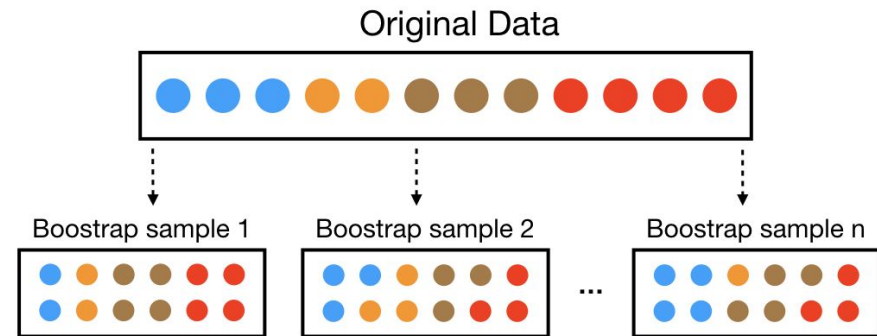 Original Data
Boostrap sample 1
Boostrap sample 2
...
Boostrap sample n